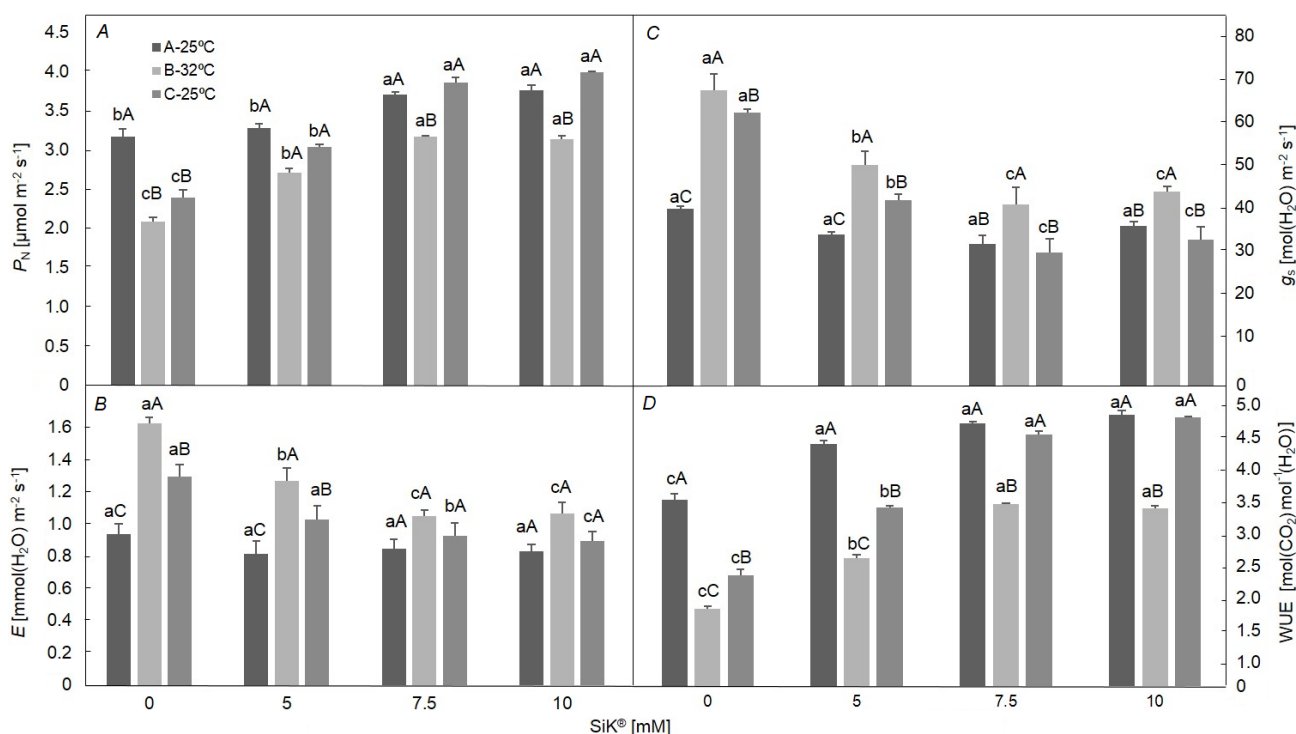 A
4.5
4.0
3.5
3.0
2.5
2.0
1.5
1.0
0.5
0
P_N [µmol m⁻² s⁻¹]
A-25ºC
B-32ºC
C-25ºC
bA cB cB
bA bA bA
aA aB aA
aA aB aA
C
80
70
60
50
40
30
20
10
0
g_s [mol(H₂O) m⁻² s⁻¹]
aC aA aB
aC bA bB
aB cA cB
aB cA cB
B
1.6
1.4
1.2
1.0
0.8
0.6
0.4
0.2
0
E [mmol(H₂O) m⁻² s⁻¹]
aC aA aB
aC bA aB
aA cA bA
aA cA cA
0 5 7.5 10
D
5.0
4.5
4.0
3.5
3.0
2.5
2.0
1.5
1.0
0
WUE [mol(CO₂) mol⁻¹(H₂O)]
cA cC cB
aA bC bB
aA aB aA
aA aB aA
0 5 7.5 10
SiK® [mM]